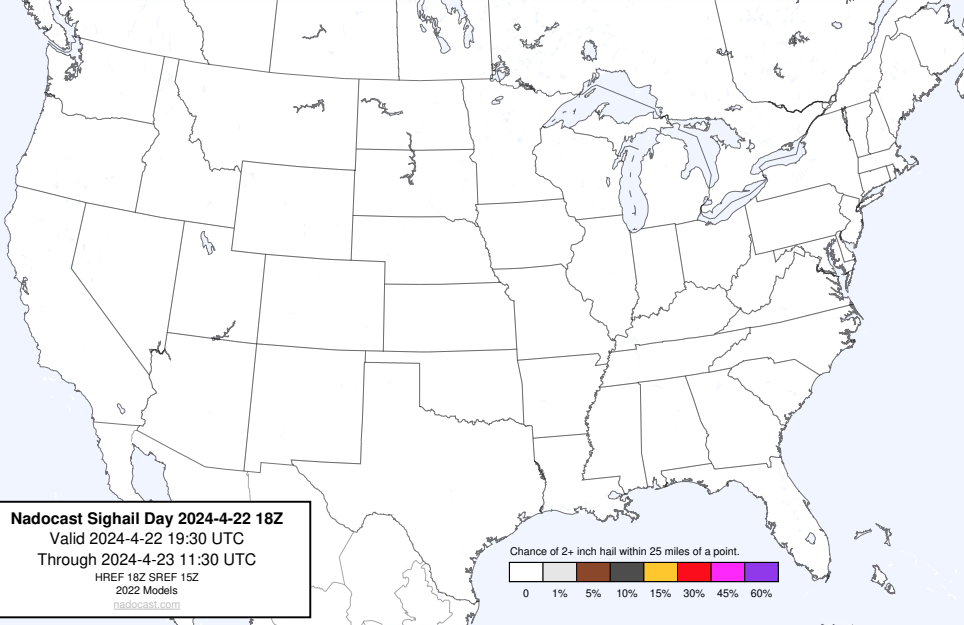 Nadocast Sighail Day 2024-4-22 18Z
Valid 2024-4-22 19:30 UTC
Through 2024-4-23 11:30 UTC
HREF 18Z SREF 15Z
2022 Models
nadocast.com
Chance of 2+ inch hail within 25 miles of a point.
0 1% 5% 10% 15% 30% 45% 60%